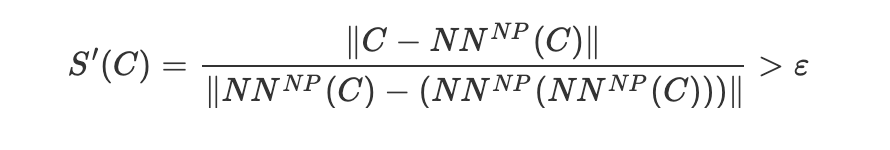 S′(C) = ‖C − NN^{NP}(C)‖ / ‖NN^{NP}(C) − (NN^{NP}(NN^{NP}(C)))‖ > ε